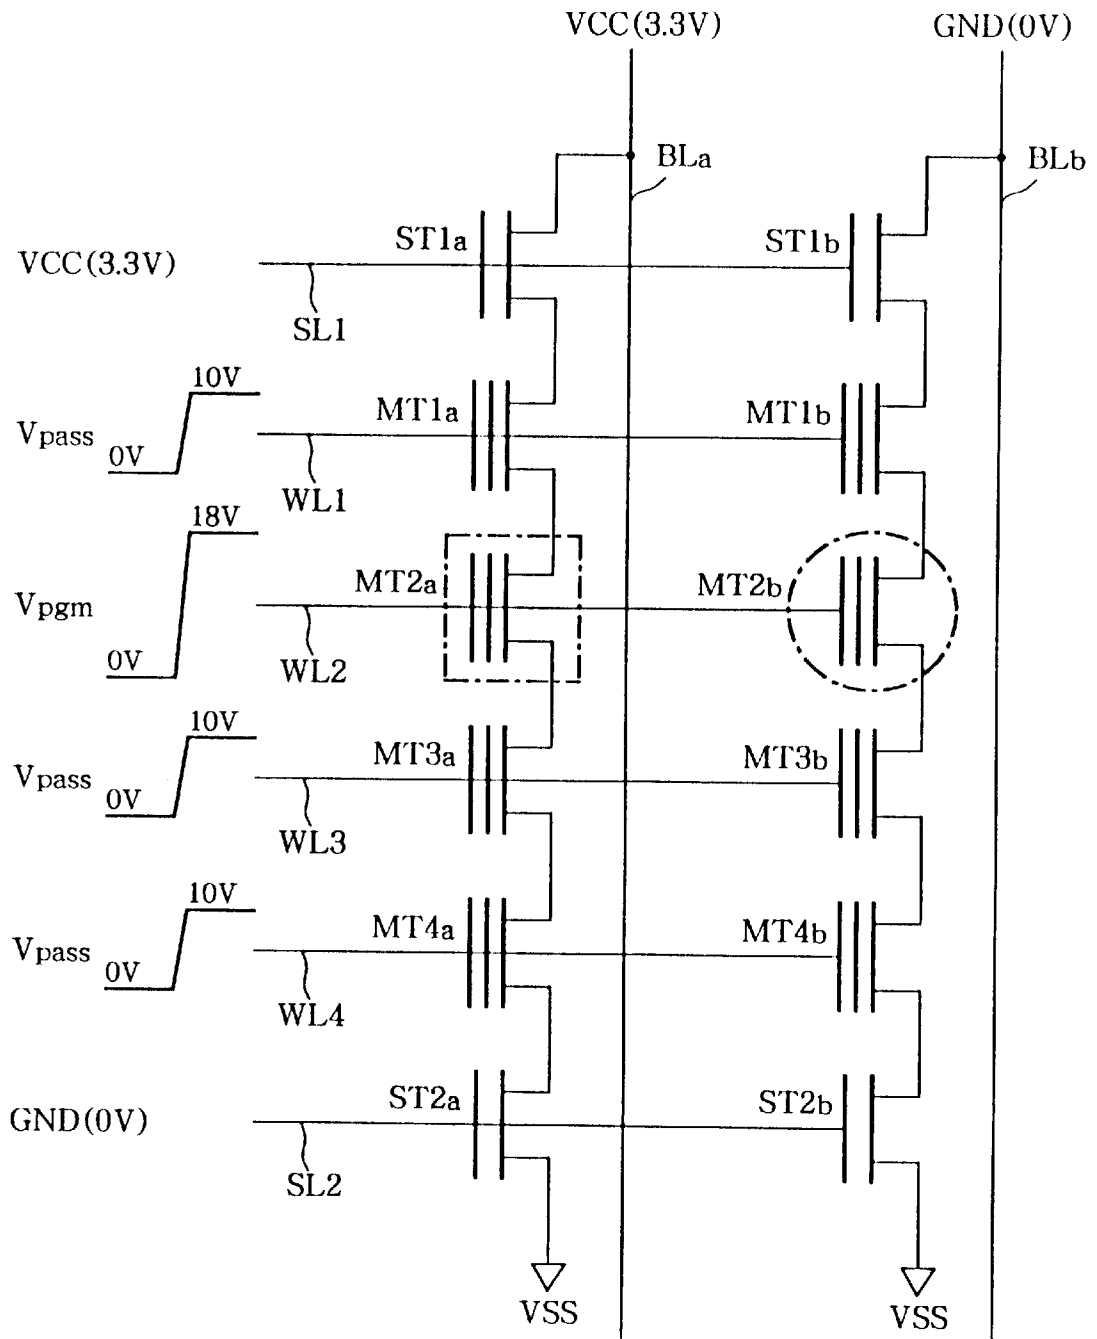 VCC(3.3V) GND(0V)
BLa BLb
ST1a ST1b
VCC(3.3V)
SL1
10V
MT1a MT1b
Vpass
0V
WL1
18V
MT2a MT2b
Vpgm
0V
WL2
10V
MT3a MT3b
Vpass
0V
WL3
10V
MT4a MT4b
Vpass
0V
WL4
ST2a ST2b
GND(0V)
SL2
VSS VSS